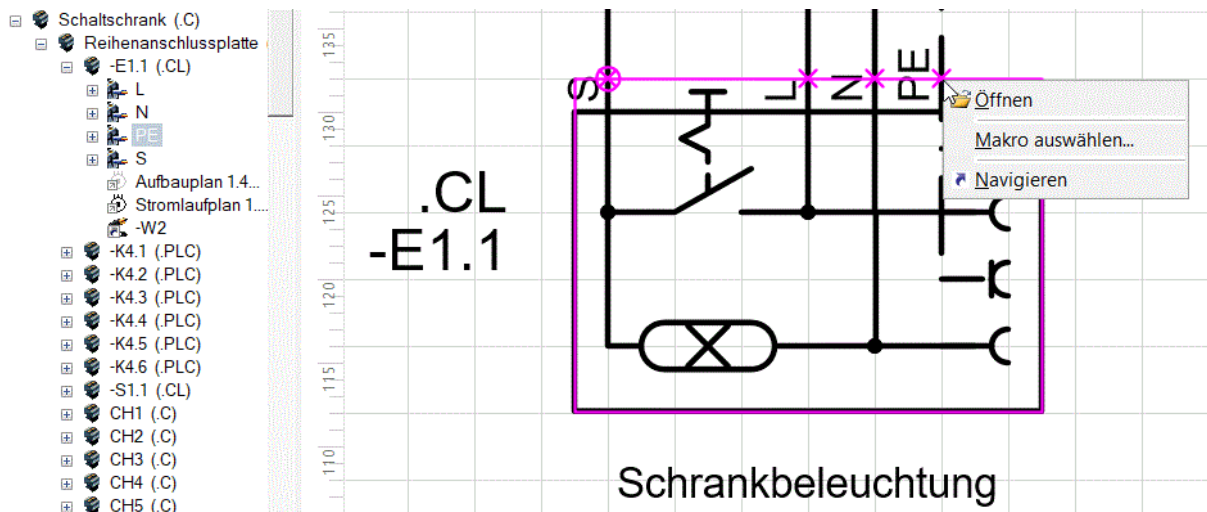 Schaltschrank (.C)
Reihenanschlussplatte
-E1.1 (.CL)
L
N
PE
S
Aufbauplan 1.4...
Stromlaufplan 1....
-W2
-K4.1 (.PLC)
-K4.2 (.PLC)
-K4.3 (.PLC)
-K4.4 (.PLC)
-K4.5 (.PLC)
-K4.6 (.PLC)
-S1.1 (.CL)
CH1 (.C)
CH2 (.C)
CH3 (.C)
CH4 (.C)
CH5 (.C)
135
130
125
120
115
110
S
L
N
PE
.CL
-E1.1
Öffnen
Makro auswählen...
Navigieren
Schrankbeleuchtung